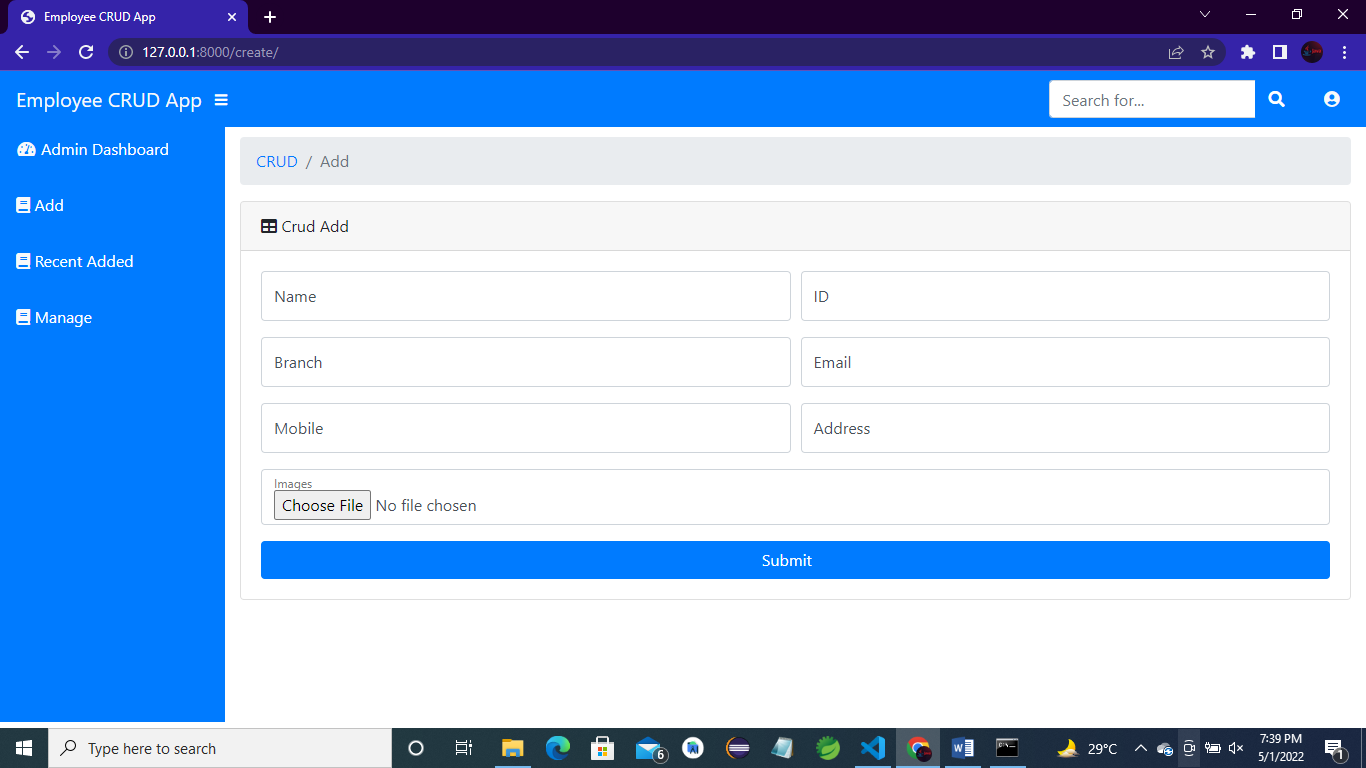 Employee CRUD App
127.0.0.1:8000/create/
Employee CRUD App
Search for...
Admin Dashboard
Add
Recent Added
Manage
CRUD / Add
Crud Add
Name
ID
Branch
Email
Mobile
Address
Images
Choose File No file chosen
Submit
Type here to search
6
29°C
7:39 PM
5/1/2022
1